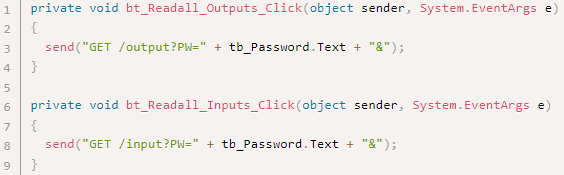 1 private void bt_Readall_Outputs_Click(object sender, System.EventArgs e)
2 {
3   send("GET /output?PW=" + tb_Password.Text + "&");
4 }
5
6 private void bt_Readall_Inputs_Click(object sender, System.EventArgs e)
7 {
8   send("GET /input?PW=" + tb_Password.Text + "&");
9 }